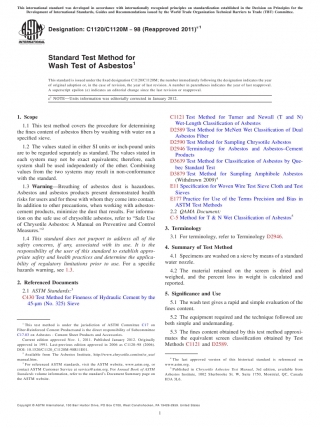 This international standard was developed in accordance with internationally recognized principles on standardization established in the Decision on Principles for the
Development of International Standards, Guides and Recommendations issued by the World Trade Organization Technical Barriers to Trade (TBT) Committee.
Designation: C1120/C1120M − 98 (Reapproved 2011)ε1
Standard Test Method for
Wash Test of Asbestos1
This standard is issued under the fixed designation C1120/C1120M; the number immediately following the designation indicates the year
of original adoption or, in the case of revision, the year of last revision. A number in parentheses indicates the year of last reapproval.
A superscript epsilon (ε) indicates an editorial change since the last revision or reapproval.
ε1 NOTE—Units information was editorially corrected in January 2012.
1. Scope
1.1 This test method covers the procedure for determining
the fines content of asbestos fibers by washing with water on a
specified sieve.
1.2 The values stated in either SI units or inch-pound units
are to be regarded separately as standard. The values stated in
each system may not be exact equivalents; therefore, each
system shall be used independently of the other. Combining
values from the two systems may result in non-conformance
with the standard.
1.3 Warning—Breathing of asbestos dust is hazardous.
Asbestos and asbestos products present demonstrated health
risks for users and for those with whom they come into contact.
In addition to other precautions, when working with asbestos-
cement products, minimize the dust that results. For informa-
tion on the safe use of chrysotile asbestos, refer to “Safe Use
of Chrysotile Asbestos: A Manual on Preventive and Control
Measures.”2
1.4 This standard does not purport to address all of the
safety concerns, if any, associated with its use. It is the
responsibility of the user of this standard to establish appro-
priate safety and health practices and determine the applica-
bility of regulatory limitations prior to use. For a specific
hazards warning, see 1.3.
2. Referenced Documents
2.1 ASTM Standards:3
C430 Test Method for Fineness of Hydraulic Cement by the
45-µm (No. 325) Sieve
1 This test method is under the jurisdiction of ASTM Committee C17 on
Fiber-Reinforced Cement Products and is the direct responsibility of Subcommittee
C17.03 on Asbestos - Cement Sheet Products and Accessories.
Current edition approved Nov. 1, 2011. Published January 2012. Originally
approved in 1991. Last previous edition approved in 2008 as C1120–98 (2008).
2 Available from The Asbestos Institute,
3 For referenced ASTM standards, visit the ASTM website, www.astm.org, or
contact ASTM Customer Service at service@astm.org. For Annual Book of ASTM
Standards volume information, refer to the standard’s Document Summary page on
the ASTM website.
C1121 Test Method for Turner and Newall (T and N)
Wet-Length Classification of Asbestos
D2589 Test Method for McNett Wet Classification of Dual
Asbestos Fiber
D2590 Test Method for Sampling Chrysotile Asbestos
D2946 Terminology for Asbestos and Asbestos–Cement
Products
D3639 Test Method for Classification of Asbestos by Que-
bec Standard Test
D3879 Test Method for Sampling Amphibole Asbestos
(Withdrawn 2009)4
E11 Specification for Woven Wire Test Sieve Cloth and Test
Sieves
E177 Practice for Use of the Terms Precision and Bias in
ASTM Test Methods
2.2 QAMA Document:
C-5 Method for T & N Wet Classification of Asbestos5
3. Terminology
3.1 For terminology, refer to Terminology D2946.
4. Summary of Test Method
4.1 Specimens are washed on a sieve by means of a standard
water nozzle.
4.2 The material retained on the screen is dried and
weighed, and the percent loss in weight is calculated and
reported.
5. Significance and Use
5.1 The wash test gives a rapid and simple evaluation of the
fines content.
5.2 The equipment required and the technique followed are
both simple and undemanding.
5.3 The fines content obtained by this test method approxi-
mates the equivalent screen classification obtained by Test
Methods C1121 and D2589.
4 The last approved version of this historical standard is referenced on
www.astm.org.
5 Published in Chrysotile Asbestos Test Manual, 3rd edition, available from
Asbestos Institute, 1002 Sherbrooke St. W. Suite 1750, Montreal, QC, Canada
H3A
Copyright © ASTM International, 100 Barr Harbor Drive, PO Box C700, West Conshohocken, PA 19428-2959. United States
1